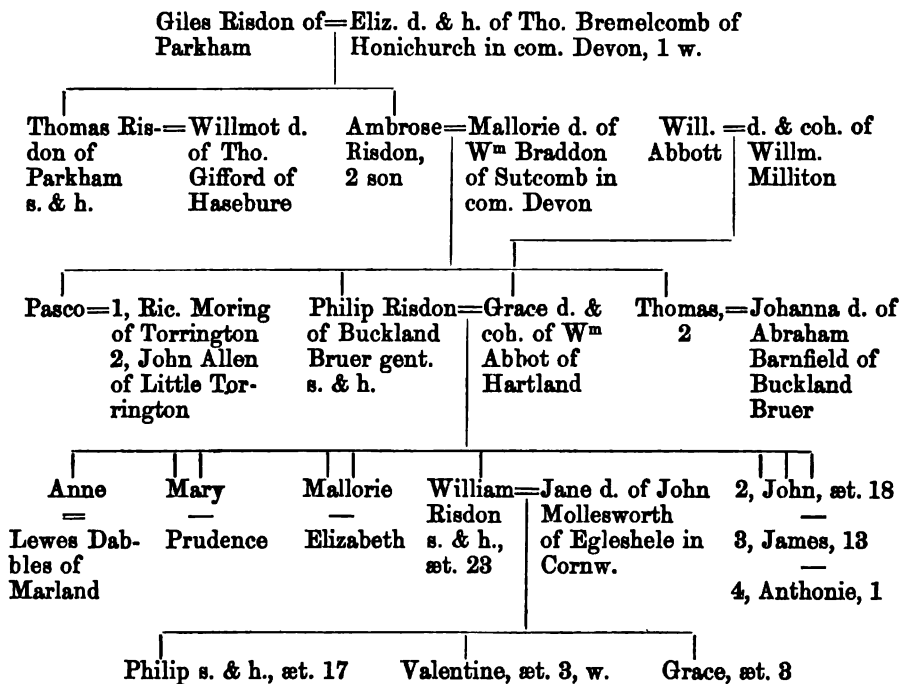 Giles Risdon of=Eliz. d. & h. of Tho. Bremelcomb of
Parkham Honichurch in com. Devon, 1 w.
Thomas Ris-=Willmot d.
don of of Tho.
Parkham Gifford of
s. & h. Hasebure
Ambrose=Mallorie d. of
Risdon, Wm Braddon
2 son of Sutcomb in
com. Devon
Will. =d. & coh. of
Abbott Willm.
Milliton
Pasco=1, Ric. Moring
of Torrington
2, John Allen
of Little Tor-
rington
Philip Risdon=Grace d. &
of Buckland coh. of Wm
Bruer gent. Abbot of
s. & h. Hartland
Thomas,=Johanna d. of
2 Abraham
Barnfield of
Buckland
Bruer
Anne
=
Lewes Dab-
bles of
Marland
Mary
—
Prudence
Mallorie
—
Elizabeth
William=Jane d. of John
Risdon Mollesworth
s. & h., of Egleshele in
æt. 23 Cornw.
2, John, æt. 18
—
3, James, 13
—
4, Anthonie, 1
Philip s. & h., æt. 17 Valentine, æt. 3, w. Grace, æt. 3